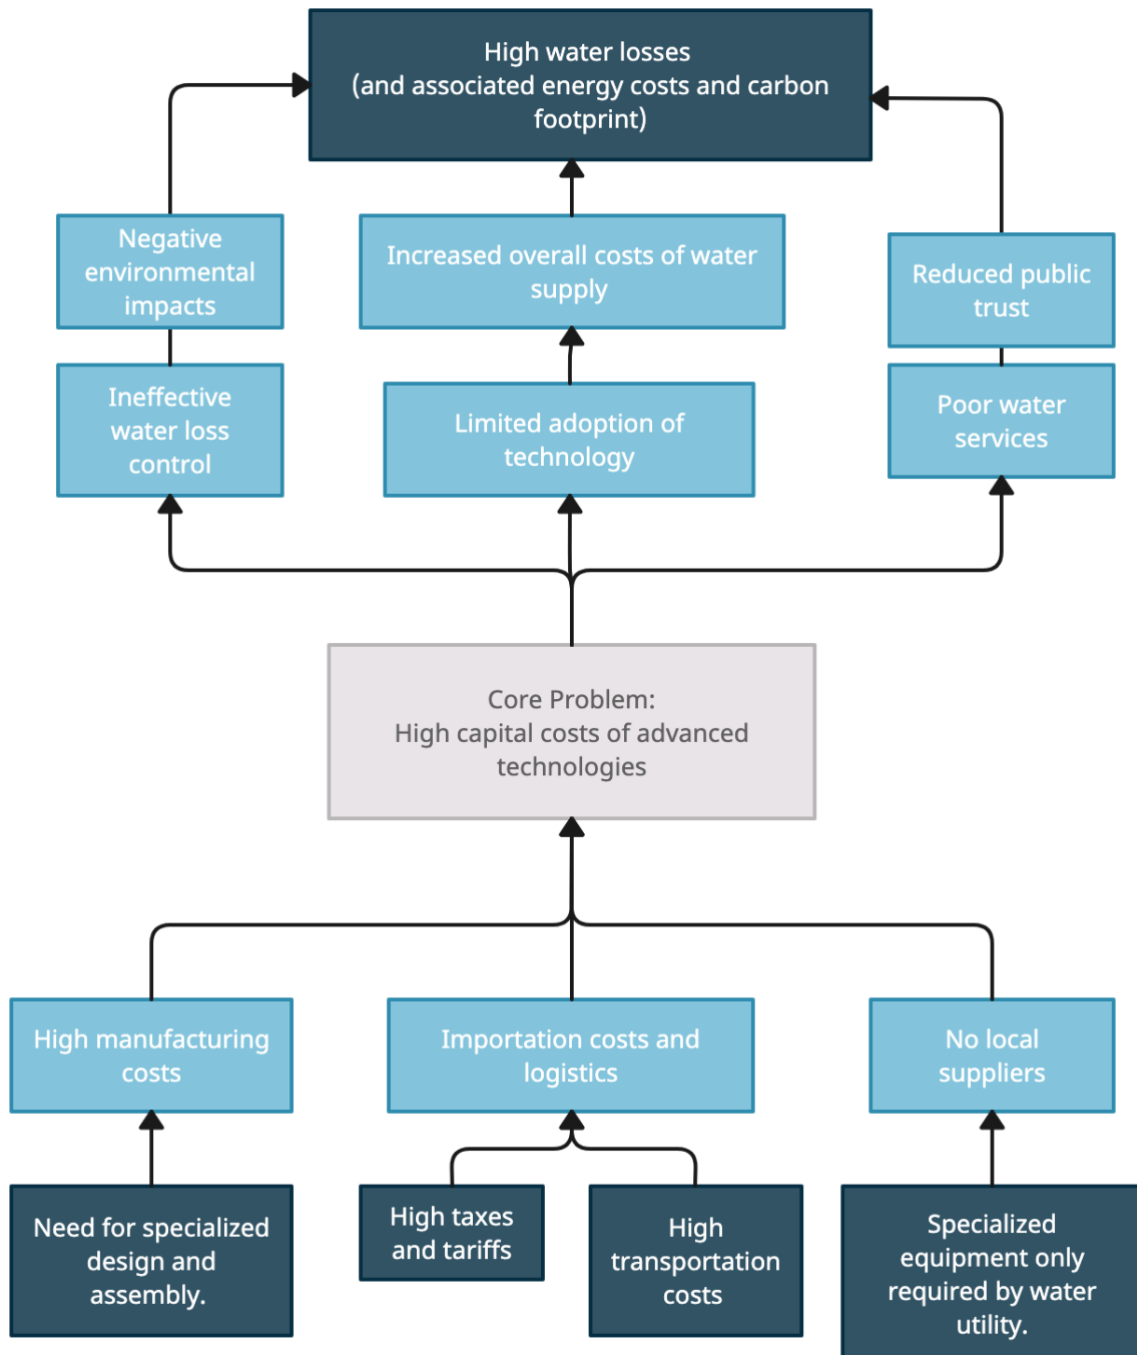 High water losses
(and associated energy costs and carbon
footprint)
Negative
environmental
impacts
Increased overall costs of water
supply
Reduced public
trust
Ineffective
water loss
control
Limited adoption of
technology
Poor water
services
Core Problem:
High capital costs of advanced
technologies
High manufacturing
costs
Importation costs and
logistics
No local
suppliers
Need for specialized
design and
assembly.
High taxes
and tariffs
High
transportation
costs
Specialized
equipment only
required by water
utility.